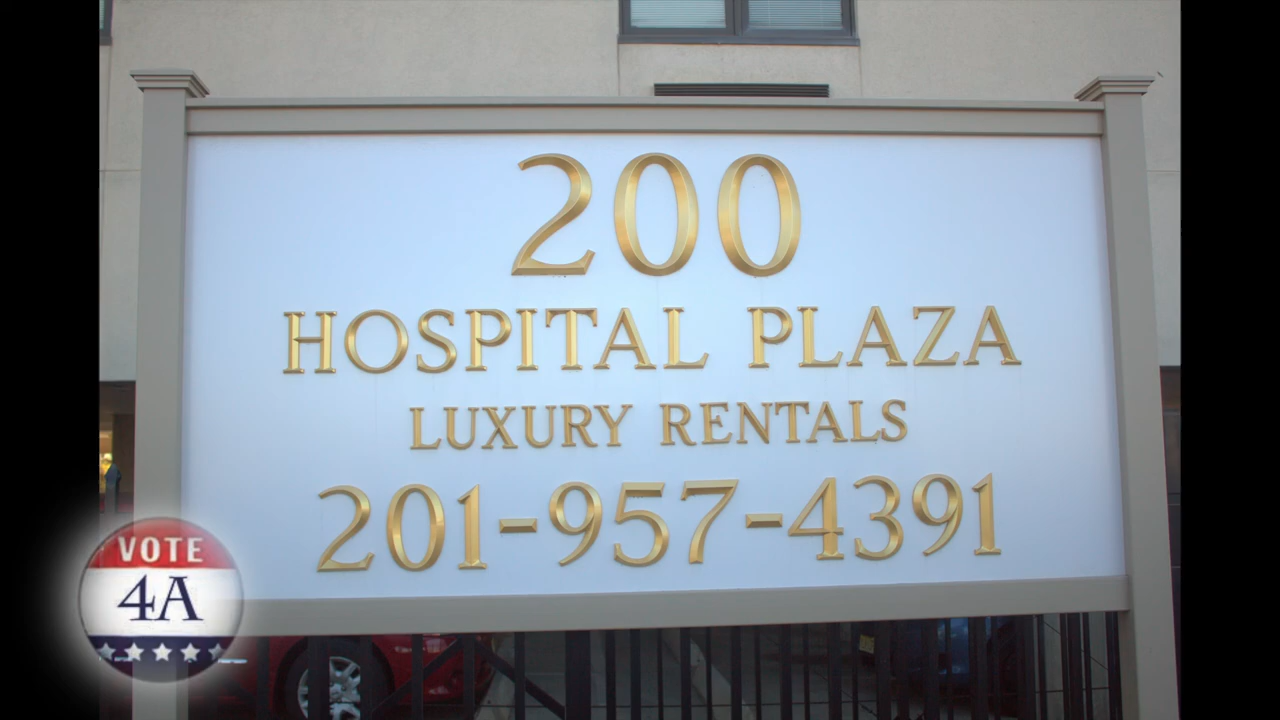 200
HOSPITAL PLAZA
LUXURY RENTALS
201-957-4391
VOTE
4A